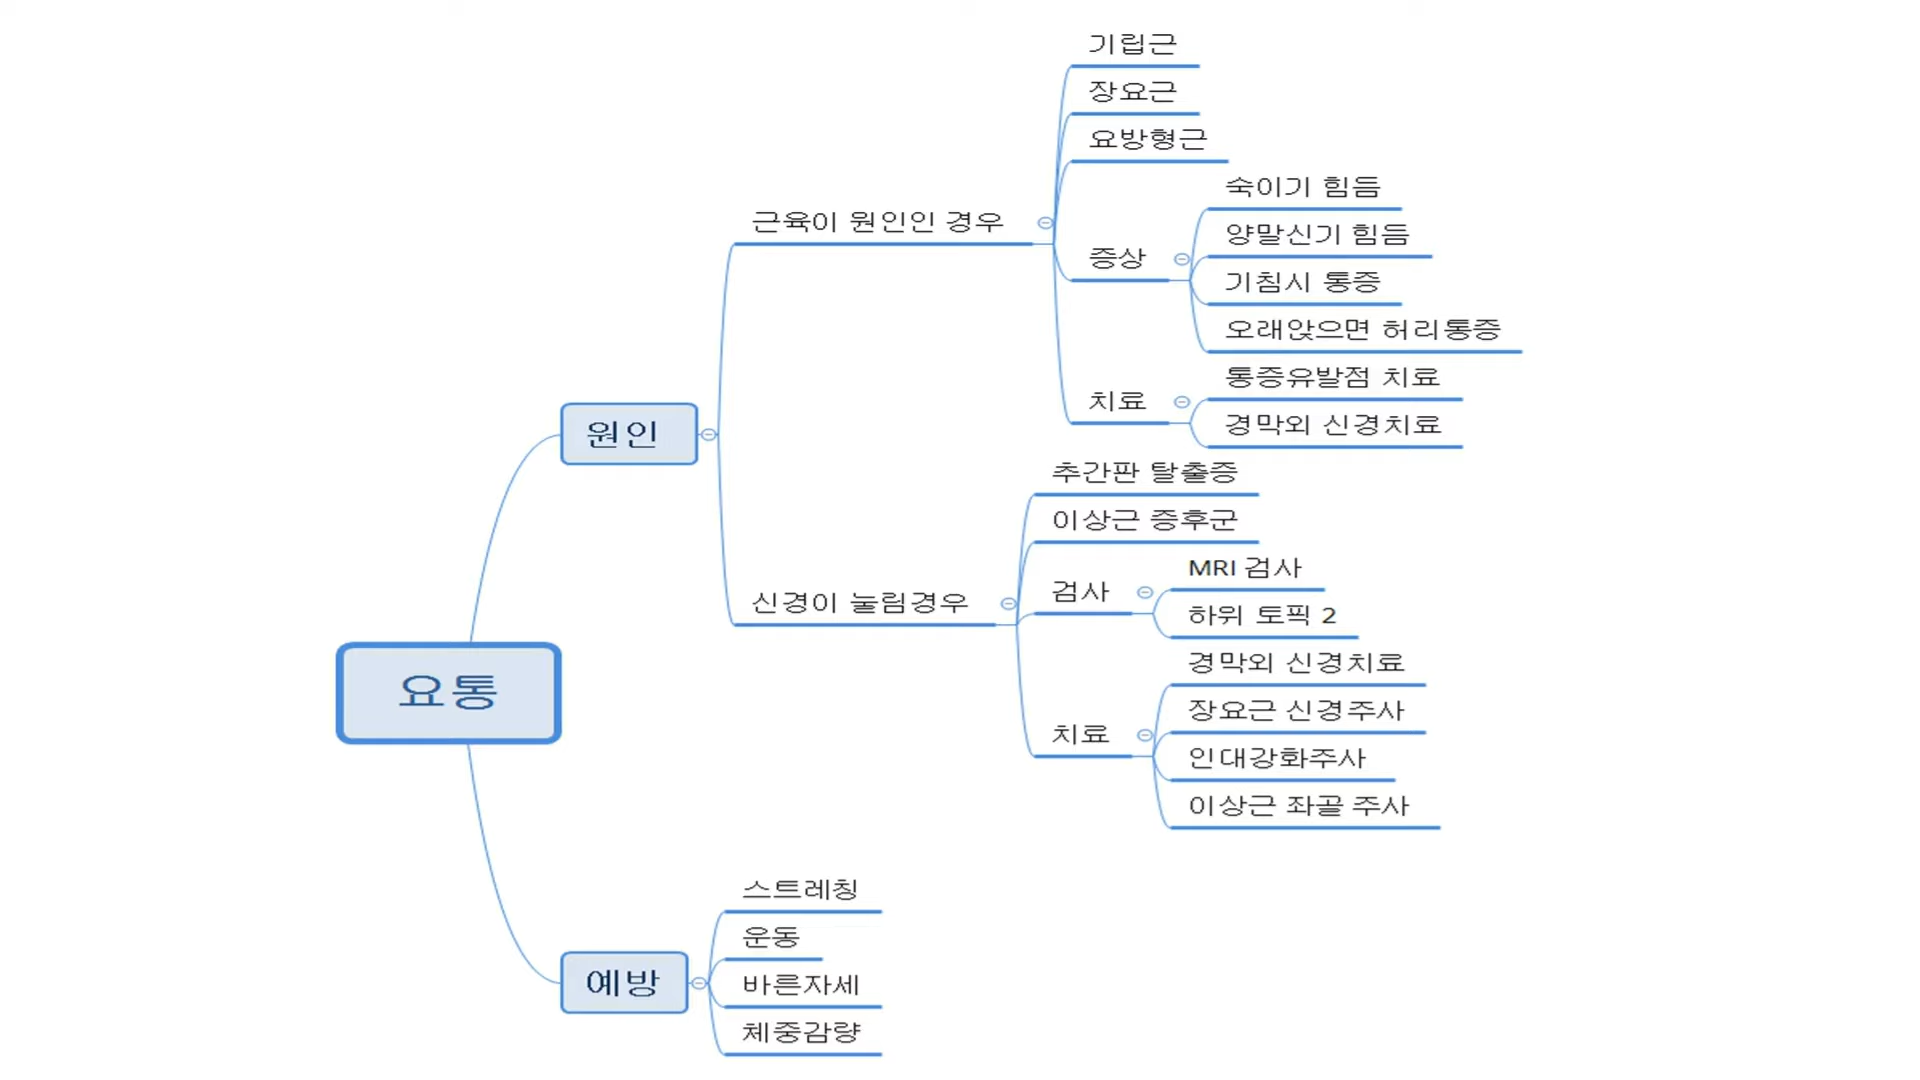 기립근
장요근
요방형근
숙이기 힘듬
양말신기 힘듬
근육이 원인인 경우
증상
기침시 통증
오래앉으면 허리통증
통증유발점 치료
치료
경막외 신경치료
원인
추간판 탈출증
이상근 증후군
MRI 검사
검사
신경이 눌림경우
하위 토픽 2
경막외 신경치료
장요근 신경주사
치료
인대강화주사
이상근 좌골 주사
요통
스트레칭
운동
예방
바른자세
체중감량